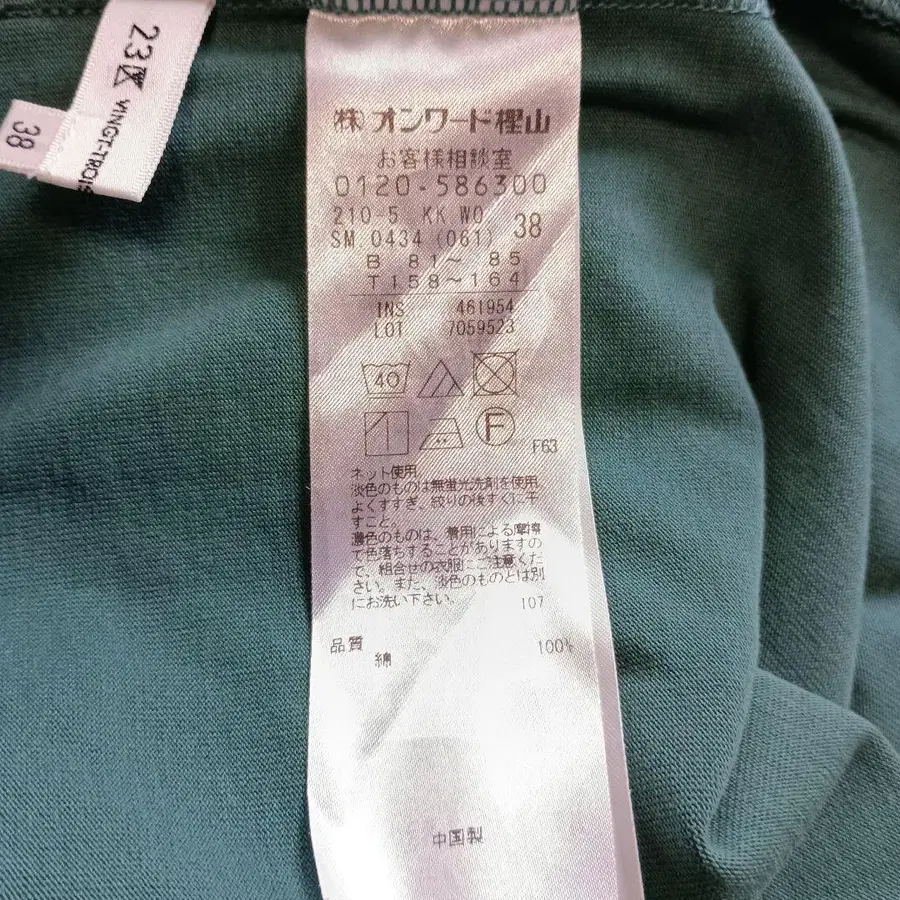 23区
VINGT-TROIS
38
㈱オンワード樫山
お客様相談室
0120-586300
210-5 KK WO 38
SM.0434 (061)
B 81~ 85
T 158~164
INS 461954
LOT 7059523
40
F
F63
ネット使用
淡色のものは無蛍光洗剤を使用
よくすすぎ、絞りの後すぐに干
すこと。
濃色のものは、着用による摩擦
で色落ちすることがありますの
で、組合せの衣服にご注意くだ
さい。また、淡色のものとは別
にお洗い下さい。 107
品質
綿 100%
中国製